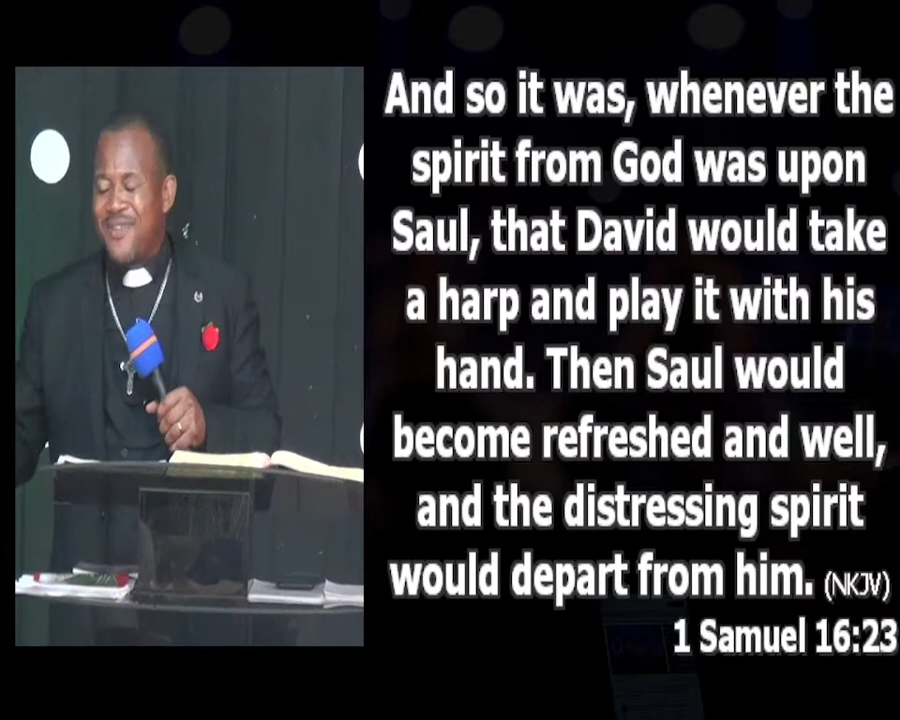 And so it was, whenever the
spirit from God was upon
Saul, that David would take
a harp and play it with his
hand. Then Saul would
become refreshed and well,
and the distressing spirit
would depart from him. (NKJV)
1 Samuel 16:23